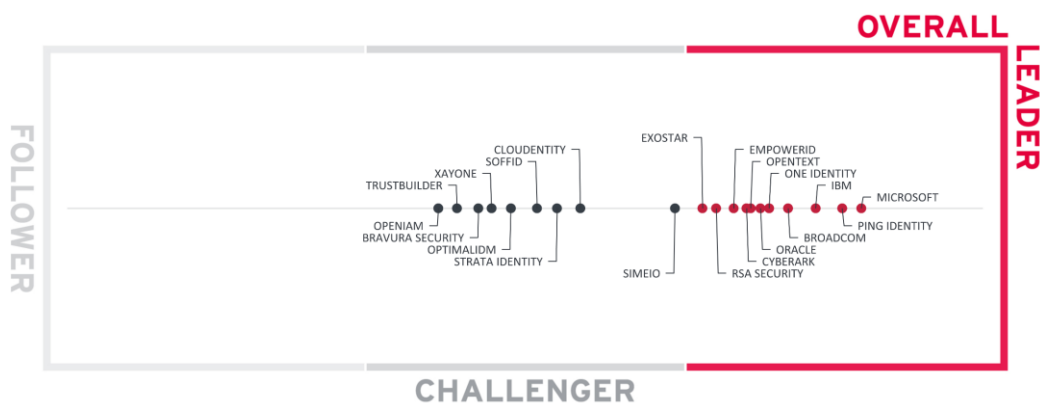 OVERALL
LEADER
FOLLOWER
EXOSTAR
CLOUDENTITY
EMPOWERID
SOFFID
OPENTEXT
XAYONE
ONE IDENTITY
TRUSTBUILDER
IBM
MICROSOFT
OPENIAM
PING IDENTITY
BRAVURA SECURITY
BROADCOM
OPTIMALIDM
ORACLE
STRATA IDENTITY
CYBERARK
SIMEIO
RSA SECURITY
CHALLENGER